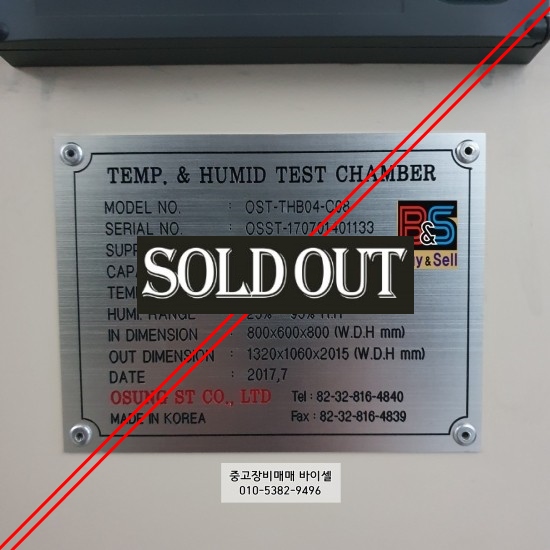 TEMP. & HUMID TEST CHAMBER
MODEL NO. : OST-THB04-C08
SERIAL NO. : OSST-170701401133
B&S
Buy & Sell
SOLD OUT
HUMI. RANGE
IN DIMENSION : 800x600x800 (W.D.H mm)
OUT DIMENSION : 1320x1060x2015 (W.D.H mm)
DATE : 2017,7
OSUNG ST CO., LTD Tel : 82-32-816-4840
MADE IN KOREA Fax : 82-32-816-4839
중고장비매매 바이셀
010-5382-9496